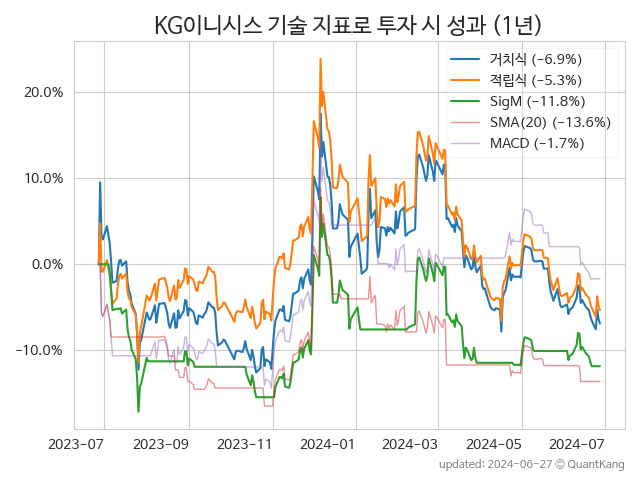 KG이니시스 기술 지표로 투자 시 성과 (1년)
거치식 (−6.9%)
적립식 (−5.3%)
SigM (−11.8%)
SMA(20) (−13.6%)
MACD (−1.7%)
20.0%
10.0%
0.0%
−10.0%
2023-07 2023-09 2023-11 2024-01 2024-03 2024-05 2024-07
updated: 2024-06-27 © QuantKang